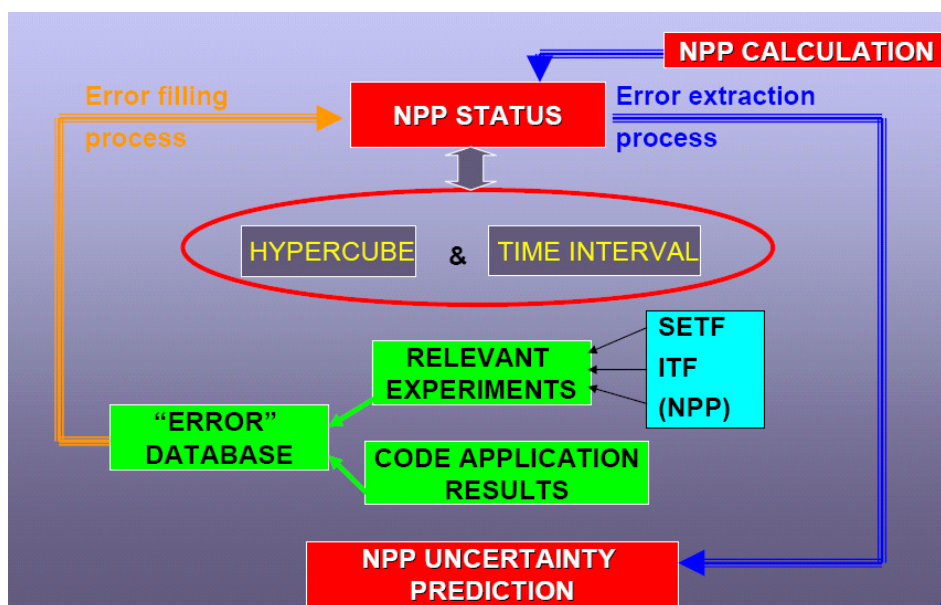 NPP CALCULATION
Error filling
process
NPP STATUS
Error extraction
process
HYPERCUBE
&
TIME INTERVAL
SETF
ITF
(NPP)
RELEVANT
EXPERIMENTS
“ERROR”
DATABASE
CODE APPLICATION
RESULTS
NPP UNCERTAINTY
PREDICTION